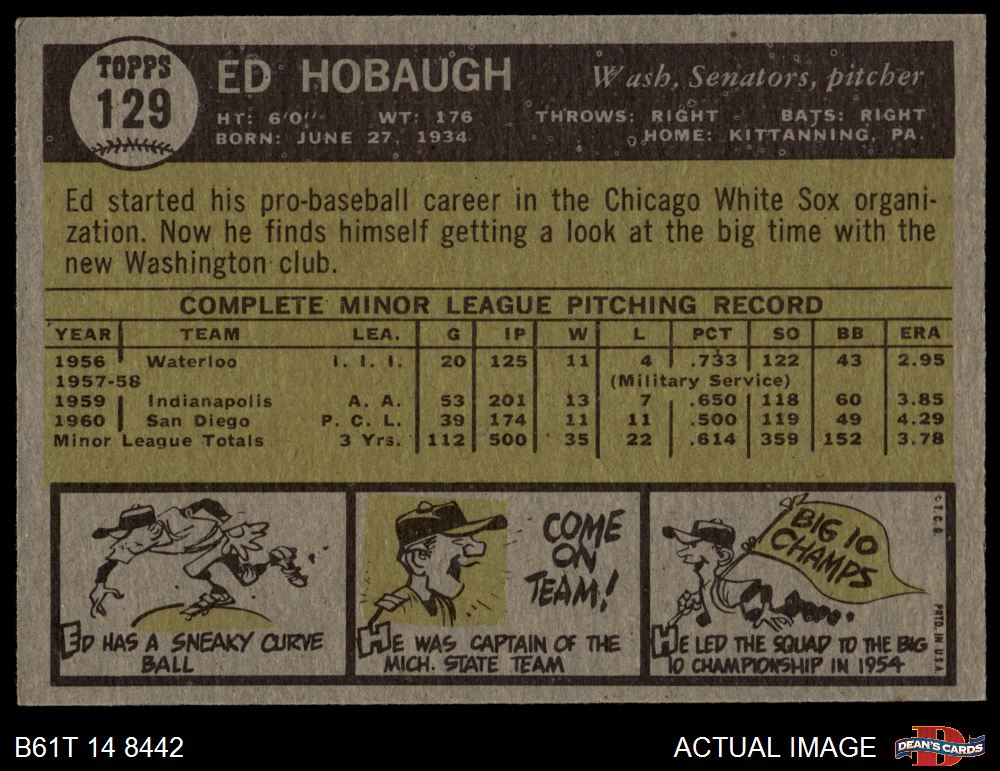 TOPPS
129
ED HOBAUGH
Wash. Senators, pitcher
HT: 6'0" WT: 176 THROWS: RIGHT BATS: RIGHT
BORN: JUNE 27, 1934 HOME: KITTANNING, PA.
Ed started his pro-baseball career in the Chicago White Sox organi-
zation. Now he finds himself getting a look at the big time with the
new Washington club.
COMPLETE MINOR LEAGUE PITCHING RECORD
YEAR TEAM LEA. G IP W L PCT SO BB ERA
1956 Waterloo I. I. I. 20 125 11 4 .733 122 43 2.95
1957-58 (Military Service)
1959 Indianapolis A. A. 53 201 13 7 .650 118 60 3.85
1960 San Diego P. C. L. 39 174 11 11 .500 119 49 4.29
Minor League Totals 3 Yrs. 112 500 35 22 .614 359 152 3.78
ED HAS A SNEAKY CURVE
BALL
COME
ON
TEAM!
HE WAS CAPTAIN OF THE
MICH. STATE TEAM
BIG 10
CHAMPS
HE LED THE SQUAD TO THE BIG
10 CHAMPIONSHIP IN 1954
© T.C.G.
PRTD. IN U.S.A.
B61T 14 8442
ACTUAL IMAGE
D
DEAN'S CARDS